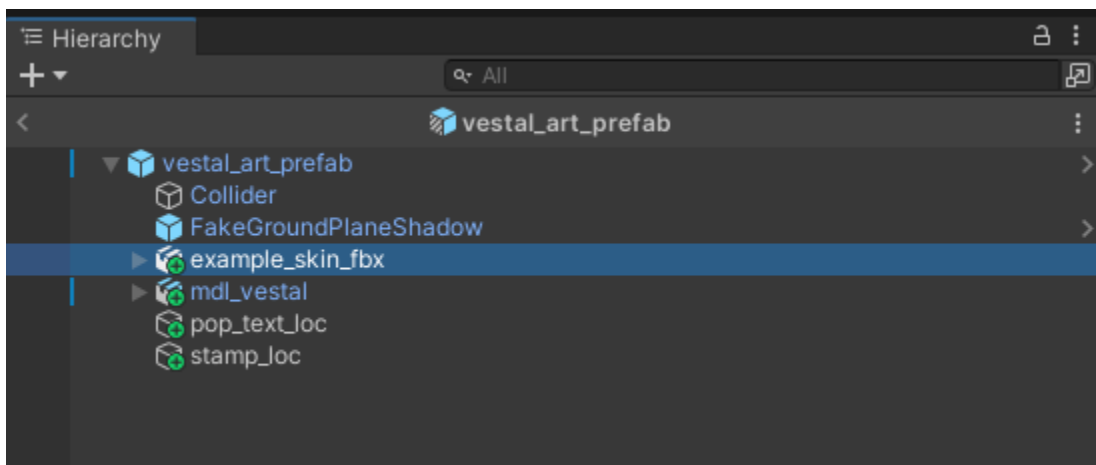 Hierarchy
All
vestal_art_prefab
vestal_art_prefab
Collider
FakeGroundPlaneShadow
example_skin_fbx
mdl_vestal
pop_text_loc
stamp_loc